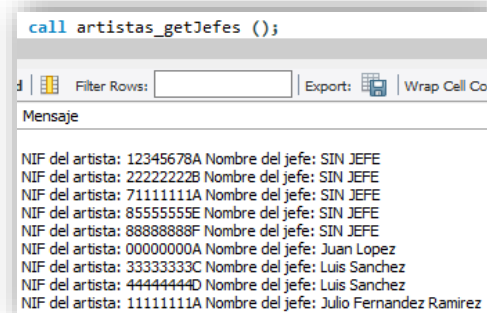 call artistas_getJefes ();
Filter Rows: Export: Wrap Cell Co
Mensaje
NIF del artista: 12345678A Nombre del jefe: SIN JEFE
NIF del artista: 22222222B Nombre del jefe: SIN JEFE
NIF del artista: 71111111A Nombre del jefe: SIN JEFE
NIF del artista: 85555555E Nombre del jefe: SIN JEFE
NIF del artista: 88888888F Nombre del jefe: SIN JEFE
NIF del artista: 00000000A Nombre del jefe: Juan Lopez
NIF del artista: 33333333C Nombre del jefe: Luis Sanchez
NIF del artista: 44444444D Nombre del jefe: Luis Sanchez
NIF del artista: 11111111A Nombre del jefe: Julio Fernandez Ramirez